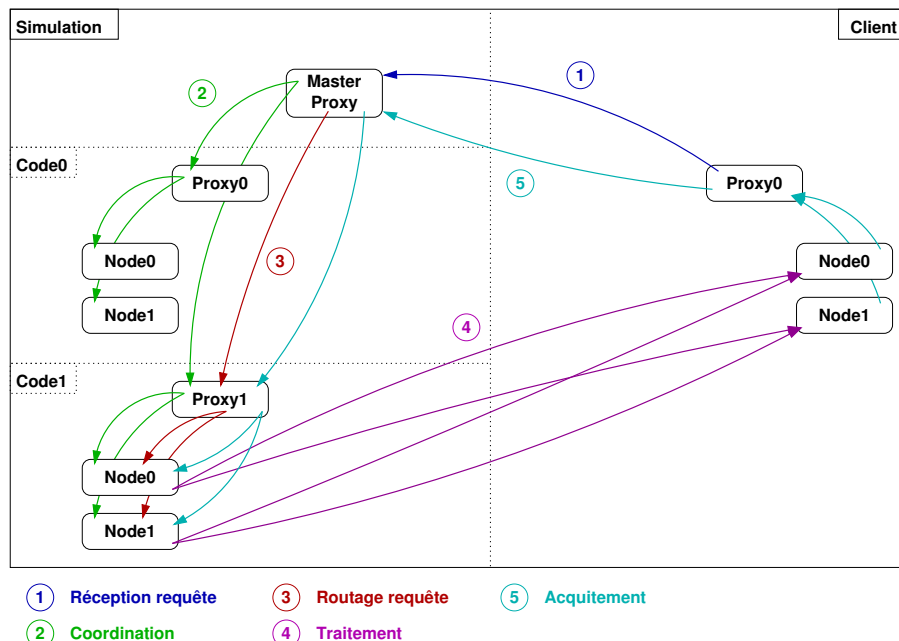 Simulation
Client
Master
Proxy
1
2
Code0
Proxy0
5
Proxy0
Node0
3
Node0
Node1
4
Node1
Code1
Proxy1
Node0
Node1
1 Réception requête
3 Routage requête
5 Acquitement
2 Coordination
4 Traitement